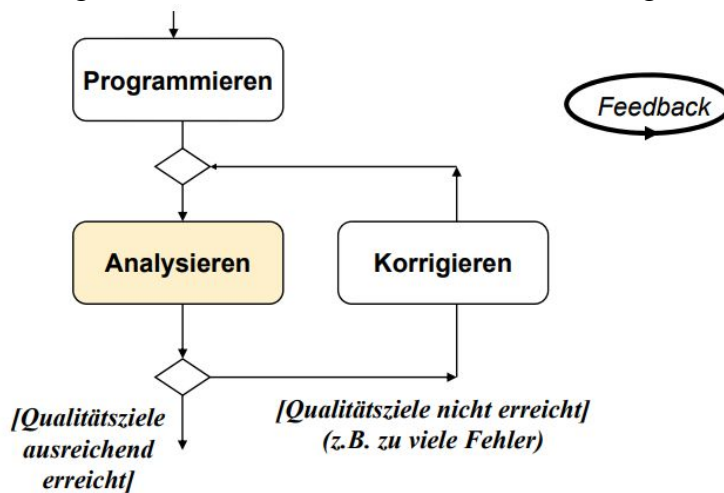 Programmieren
Feedback
Analysieren
Korrigieren
[Qualitätsziele
ausreichend
erreicht]
[Qualitätsziele nicht erreicht]
(z.B. zu viele Fehler)